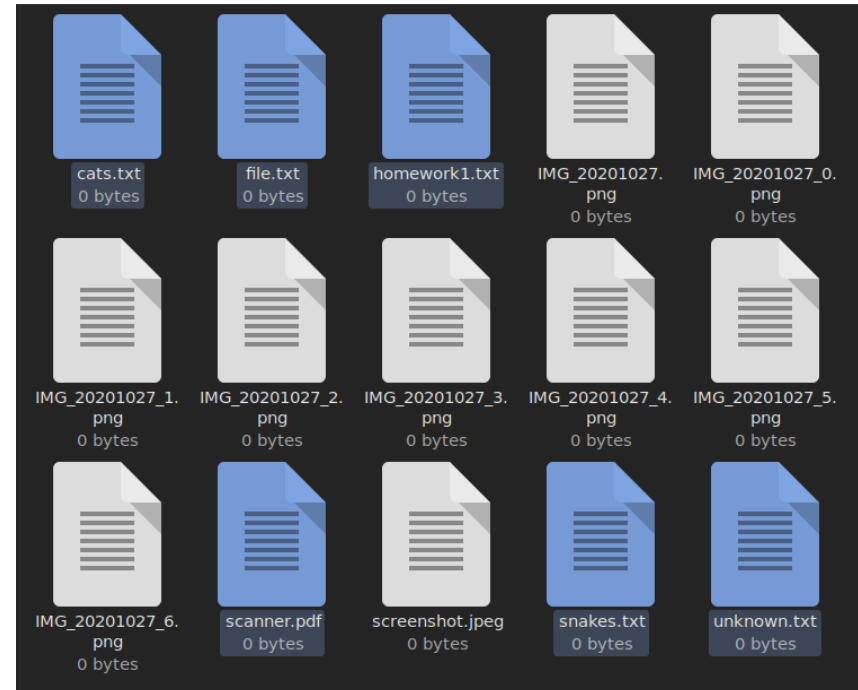 cats.txt
0 bytes
file.txt
0 bytes
homework1.txt
0 bytes
IMG_20201027.
png
0 bytes
IMG_20201027_0.
png
0 bytes
IMG_20201027_1.
png
0 bytes
IMG_20201027_2.
png
0 bytes
IMG_20201027_3.
png
0 bytes
IMG_20201027_4.
png
0 bytes
IMG_20201027_5.
png
0 bytes
IMG_20201027_6.
png
0 bytes
scanner.pdf
0 bytes
screenshot.jpeg
0 bytes
snakes.txt
0 bytes
unknown.txt
0 bytes